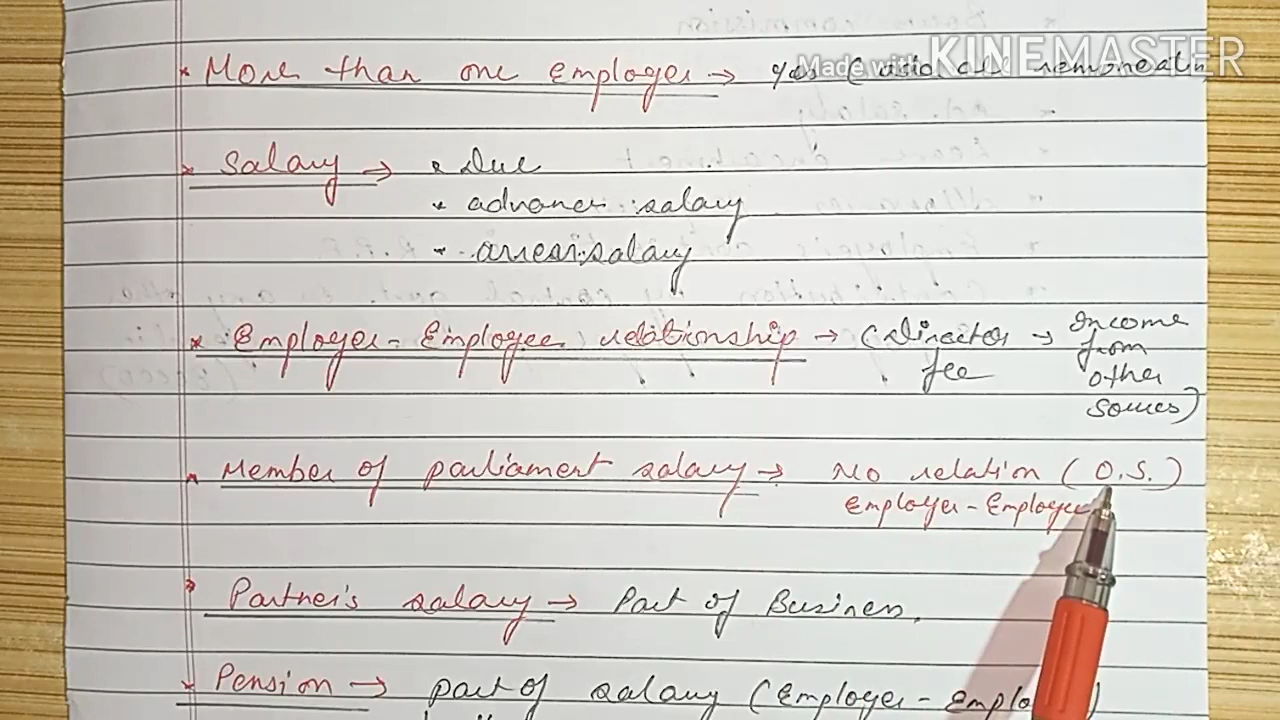 * More than one employer → yes (
Made with KINEMASTER
* Salary → * Due
* advance salary
* arrear salary
* Employer - Employee relationship → (Director fee → Income from other sources)
* Member of parliament salary → No relation (O.S.)
Employer - Employee
* Partner's salary → Part of Business.
* Pension → part of salary (Employer -